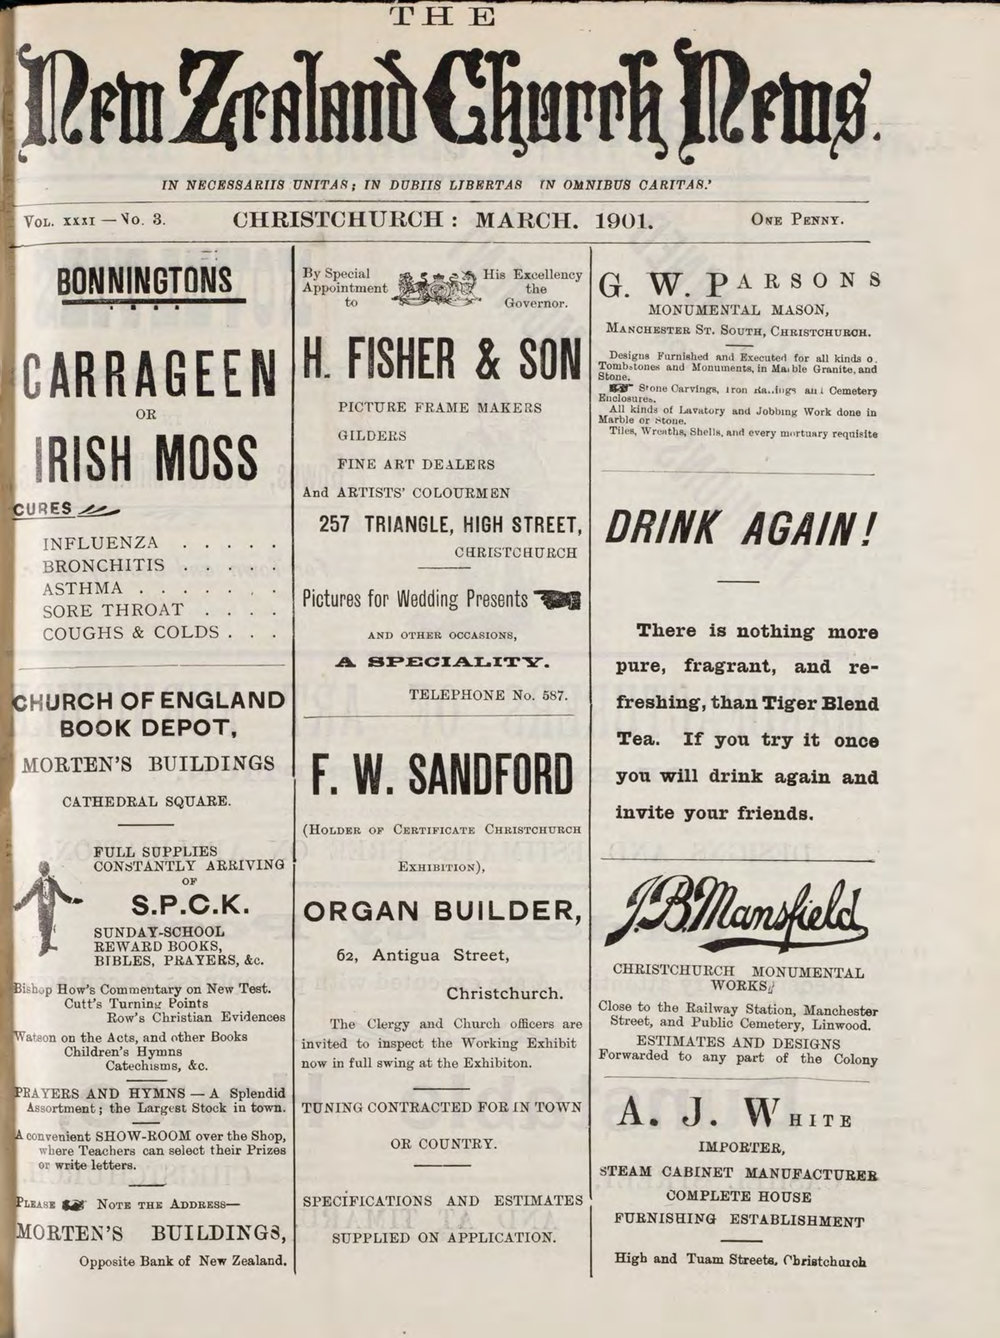 THE
New Zealand Church News.
IN NECESSARIIS UNITAS; IN DUBIIS LIBERTAS IN OMNIBUS CARITAS.’
VOL. XXXI — No. 3.
CHRISTCHURCH: MARCH. 1901.
ONE PENNY.
BONNINGTONS
CARRAGEEN
OR
IRISH MOSS
CURES
INFLUENZA . . . . .
BRONCHITIS . . . . .
ASTHMA . . . . . . .
SORE THROAT . . . .
COUGHS & COLDS . . .
CHURCH OF ENGLAND
BOOK DEPOT,
MORTEN'S BUILDINGS
CATHEDRAL SQUARE.
FULL SUPPLIES
CONSTANTLY ARRIVING
OF
S.P.C.K.
SUNDAY-SCHOOL
REWARD BOOKS,
BIBLES, PRAYERS, &c.
Bishop How's Commentary on New Test.
Cutt's Turning Points
Row's Christian Evidences
Watson on the Acts, and other Books
Children's Hymns
Catechisms, &c.
PRAYERS AND HYMNS — A Splendid
Assortment; the Largest Stock in town.
A convenient SHOW-ROOM over the Shop,
where Teachers can select their Prizes
or write letters.
PLEASE NOTE THE ADDRESS—
MORTEN'S BUILDINGS,
Opposite Bank of New Zealand.
By Special
Appointment
to
His Excellency
the
Governor.
H. FISHER & SON
PICTURE FRAME MAKERS
GILDERS
FINE ART DEALERS
And ARTISTS' COLOURMEN
257 TRIANGLE, HIGH STREET,
CHRISTCHURCH
Pictures for Wedding Presents
AND OTHER OCCASIONS,
A SPECIALITY.
TELEPHONE No. 587.
F. W. SANDFORD
(HOLDER OF CERTIFICATE CHRISTCHURCH
EXHIBITION),
ORGAN BUILDER,
62, Antigua Street,
Christchurch.
The Clergy and Church officers are
invited to inspect the Working Exhibit
now in full swing at the Exhibiton.
TUNING CONTRACTED FOR IN TOWN
OR COUNTRY.
SPECIFICATIONS AND ESTIMATES
SUPPLIED ON APPLICATION.
G. W. PARSONS
MONUMENTAL MASON,
MANCHESTER ST. SOUTH, CHRISTCHURCH.
Designs Furnished and Executed for all kinds o.
Tombstones and Monuments, in Marble Granite, and
Stone.
Stone Carvings, Iron Railings and Cemetery
Enclosures.
All kinds of Lavatory and Jobbing Work done in
Marble or Stone.
Tiles, Wreaths, Shells, and every mortuary requisite
DRINK AGAIN!
There is nothing more
pure, fragrant, and re-
freshing, than Tiger Blend
Tea. If you try it once
you will drink again and
invite your friends.
J.B. Mansfield
CHRISTCHURCH MONUMENTAL
WORKS,
Close to the Railway Station, Manchester
Street, and Public Cemetery, Linwood.
ESTIMATES AND DESIGNS
Forwarded to any part of the Colony
A. J. WHITE
IMPORTER,
STEAM CABINET MANUFACTURER
COMPLETE HOUSE
FURNISHING ESTABLISHMENT
High and Tuam Streets, Christchurch